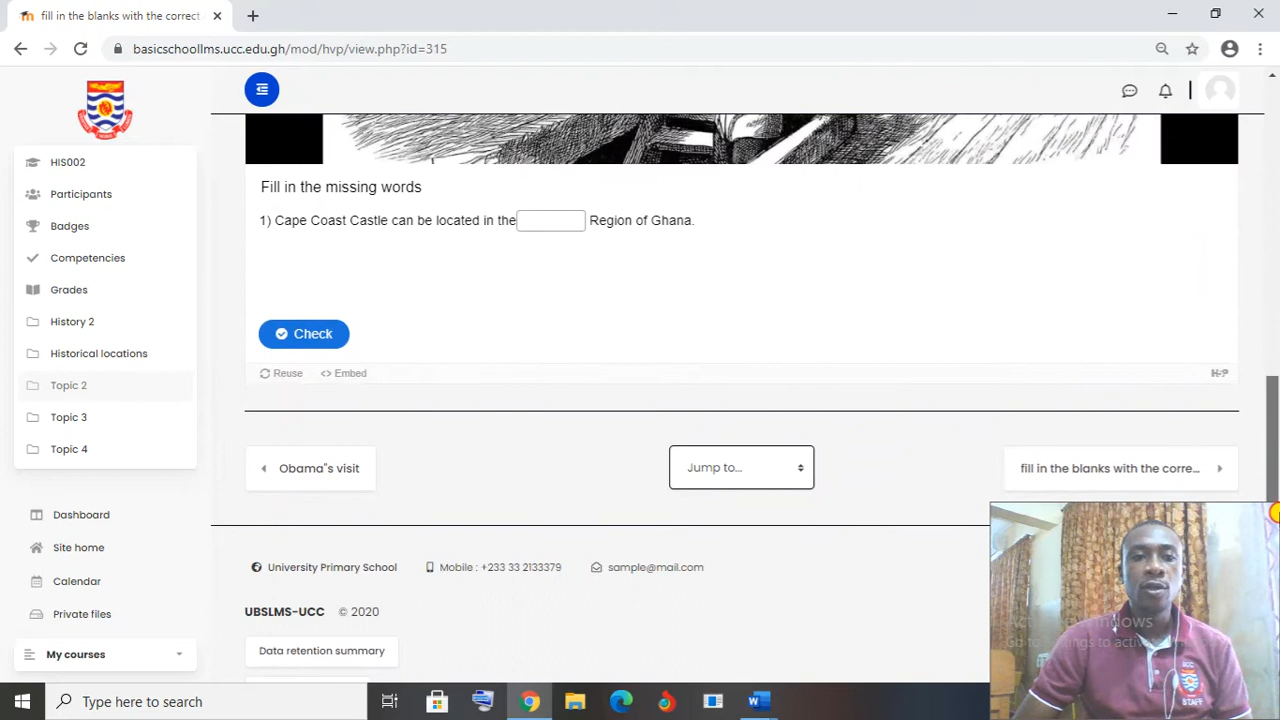 fill in the blanks with the correct
basicschoollms.ucc.edu.gh/mod/hvp/view.php?id=315
HIS002
Participants
Badges
Competencies
Grades
History 2
Historical locations
Topic 2
Topic 3
Topic 4
Dashboard
Site home
Calendar
Private files
My courses
Fill in the missing words
1) Cape Coast Castle can be located in the Region of Ghana.
Check
Reuse <> Embed
H-P
Obama"s visit
Jump to...
fill in the blanks with the corre...
University Primary School Mobile : +233 33 2133379 sample@mail.com
UBSLMS-UCC © 2020
Data retention summary
UCC
STAFF
Type here to search